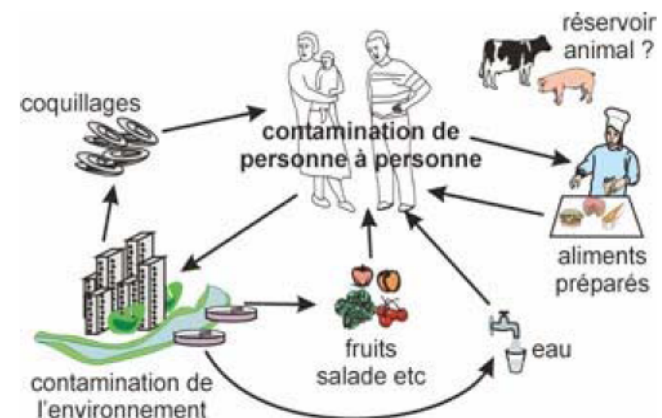 réservoir
animal ?
coquillages
contamination de
personne à personne
aliments
préparés
fruits
salade etc
eau
contamination de
l'environnement